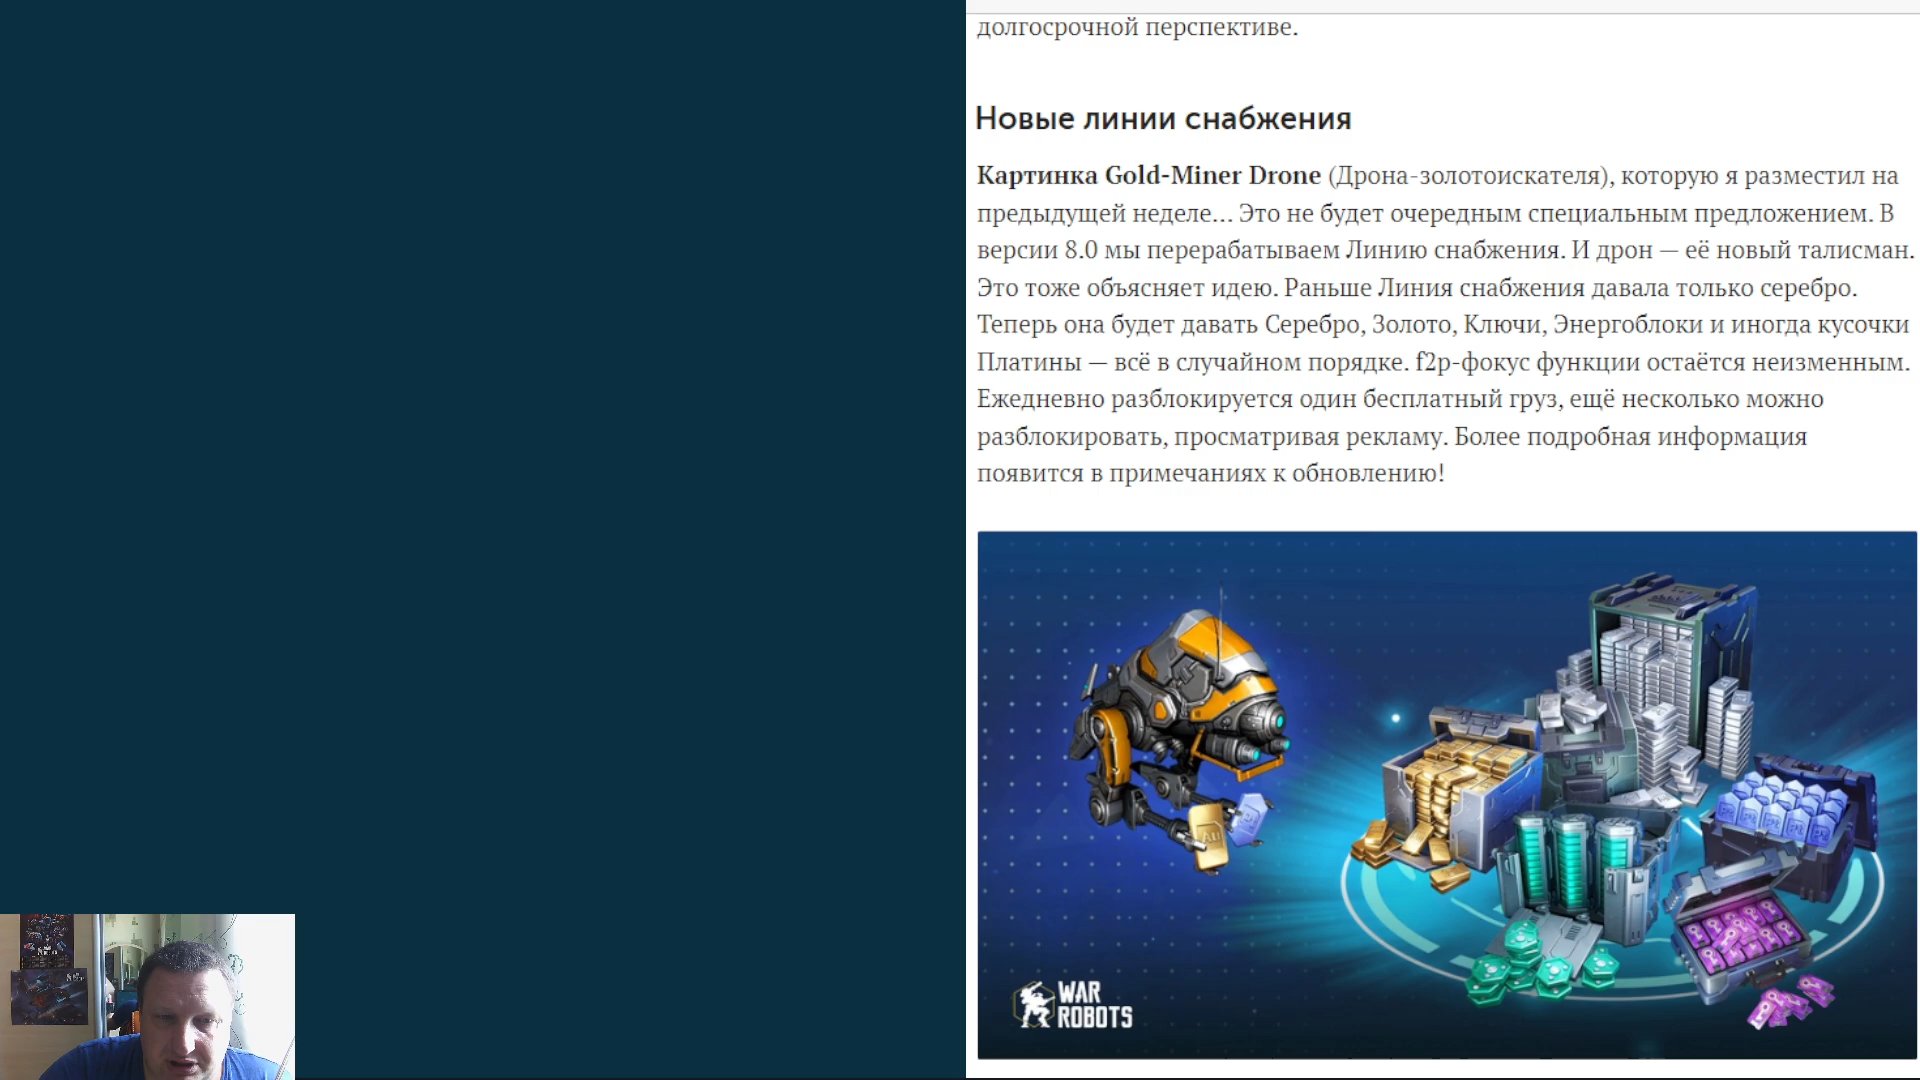 долгосрочной перспективе.
Новые линии снабжения
Картинка Gold-Miner Drone (Дрона-золотоискателя), которую я разместил на
предыдущей неделе... Это не будет очередным специальным предложением. В
версии 8.0 мы перерабатываем Линию снабжения. И дрон — её новый талисман.
Это тоже объясняет идею. Раньше Линия снабжения давала только серебро.
Теперь она будет давать Серебро, Золото, Ключи, Энергоблоки и иногда кусочки
Платины — всё в случайном порядке. f2p-фокус функции остаётся неизменным.
Ежедневно разблокируется один бесплатный груз, ещё несколько можно
разблокировать, просматривая рекламу. Более подробная информация
появится в примечаниях к обновлению!
Au
WAR
ROBOTS